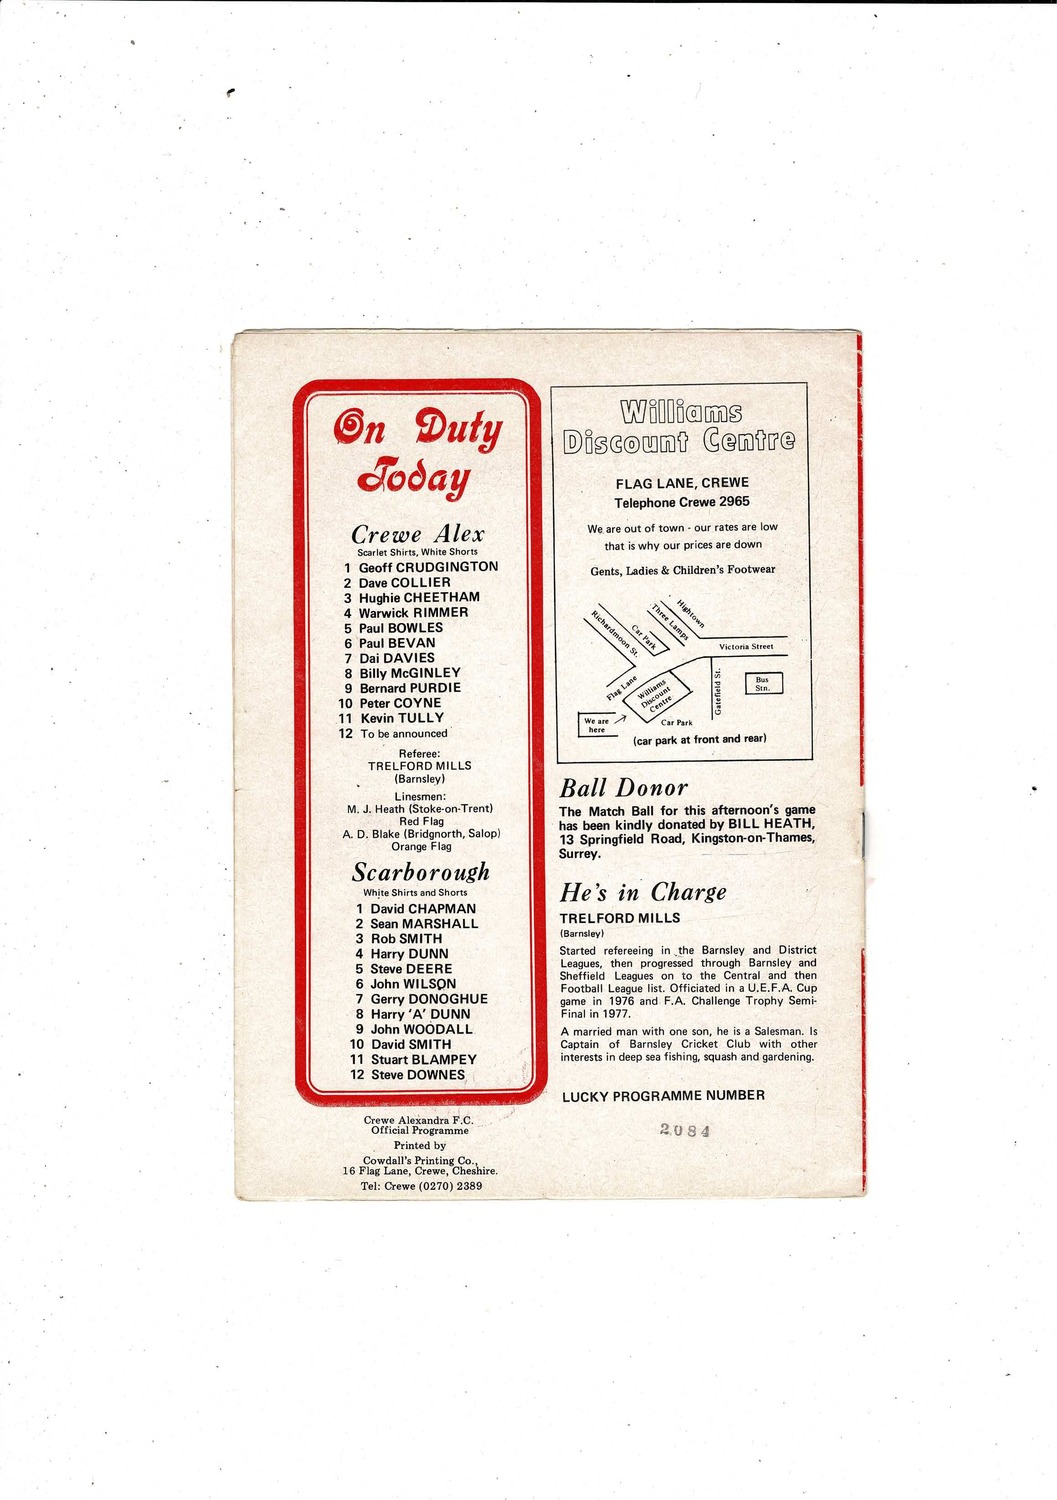 On Duty
Today
Crewe Alex
Scarlet Shirts, White Shorts
1 Geoff CRUDGINGTON
2 Dave COLLIER
3 Hughie CHEETHAM
4 Warwick RIMMER
5 Paul BOWLES
6 Paul BEVAN
7 Dai DAVIES
8 Billy McGINLEY
9 Bernard PURDIE
10 Peter COYNE
11 Kevin TULLY
12 To be announced
Referee:
TRELFORD MILLS
(Barnsley)
Linesmen:
M. J. Heath (Stoke-on-Trent)
Red Flag
A. D. Blake (Bridgnorth, Salop)
Orange Flag
Scarborough
White Shirts and Shorts
1 David CHAPMAN
2 Sean MARSHALL
3 Rob SMITH
4 Harry DUNN
5 Steve DEERE
6 John WILSON
7 Gerry DONOGHUE
8 Harry 'A' DUNN
9 John WOODALL
10 David SMITH
11 Stuart BLAMPEY
12 Steve DOWNES
Crewe Alexandra F.C.
Official Programme
Printed by
Cowdall's Printing Co.,
16 Flag Lane, Crewe, Cheshire.
Tel: Crewe (0270) 2389
Williams
Discount Centre
FLAG LANE, CREWE
Telephone Crewe 2965
We are out of town - our rates are low
that is why our prices are down
Gents, Ladies & Children's Footwear
Hightown
Three Lamps
Car Park
Richardmoon St.
Victoria Street
Flag Lane
Williams
Discount
Centre
Gatefield St.
Bus
Stn.
We are
here
Car Park
(car park at front and rear)
Ball Donor
The Match Ball for this afternoon's game
has been kindly donated by BILL HEATH,
13 Springfield Road, Kingston-on-Thames,
Surrey.
He's in Charge
TRELFORD MILLS
(Barnsley)
Started refereeing in the Barnsley and District
Leagues, then progressed through Barnsley and
Sheffield Leagues on to the Central and then
Football League list. Officiated in a U.E.F.A. Cup
game in 1976 and F.A. Challenge Trophy Semi-
Final in 1977.
A married man with one son, he is a Salesman. Is
Captain of Barnsley Cricket Club with other
interests in deep sea fishing, squash and gardening.
LUCKY PROGRAMME NUMBER
2084